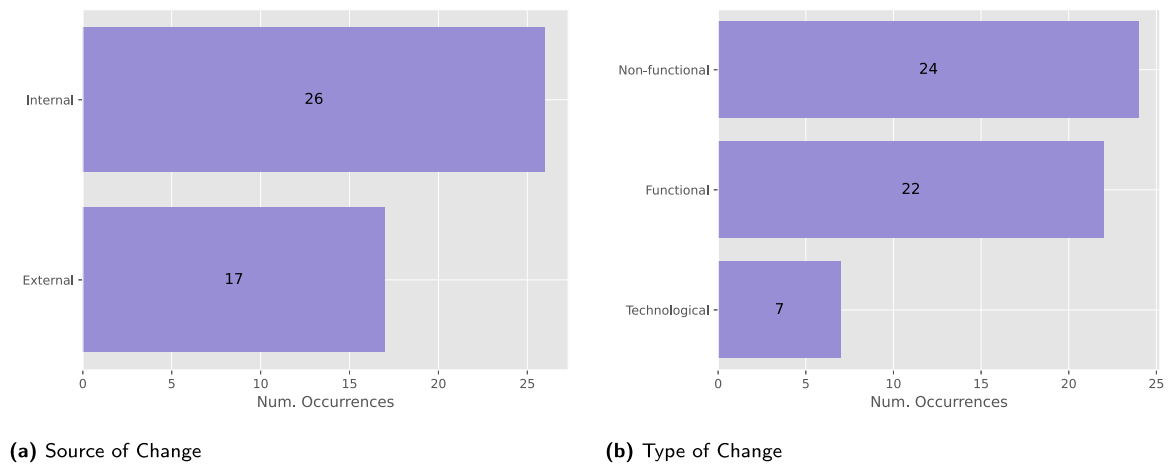 Internal
26
External
17
0 5 10 15 20 25
Num. Occurrences
(a) Source of Change
Non-functional
24
Functional
22
Technological
7
0 5 10 15 20 25
Num. Occurrences
(b) Type of Change